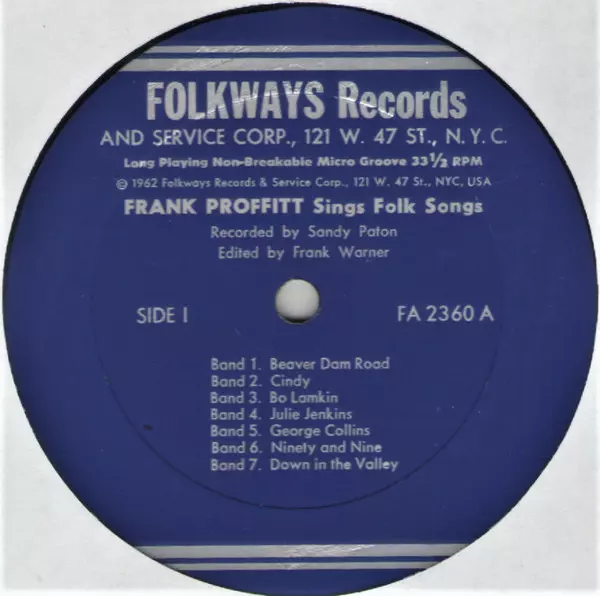 FOLKWAYS Records
AND SERVICE CORP., 121 W. 47 ST., N.Y.C.
Long Playing Non-Breakable Micro Groove 33 1/2 RPM
© 1962 Folkways Records & Service Corp., 121 W. 47 St., NYC, USA
FRANK PROFFITT Sings Folk Songs
Recorded by Sandy Paton
Edited by Frank Warner
SIDE I
FA 2360 A
Band 1. Beaver Dam Road
Band 2. Cindy
Band 3. Bo Lamkin
Band 4. Julie Jenkins
Band 5. George Collins
Band 6. Ninety and Nine
Band 7. Down in the Valley